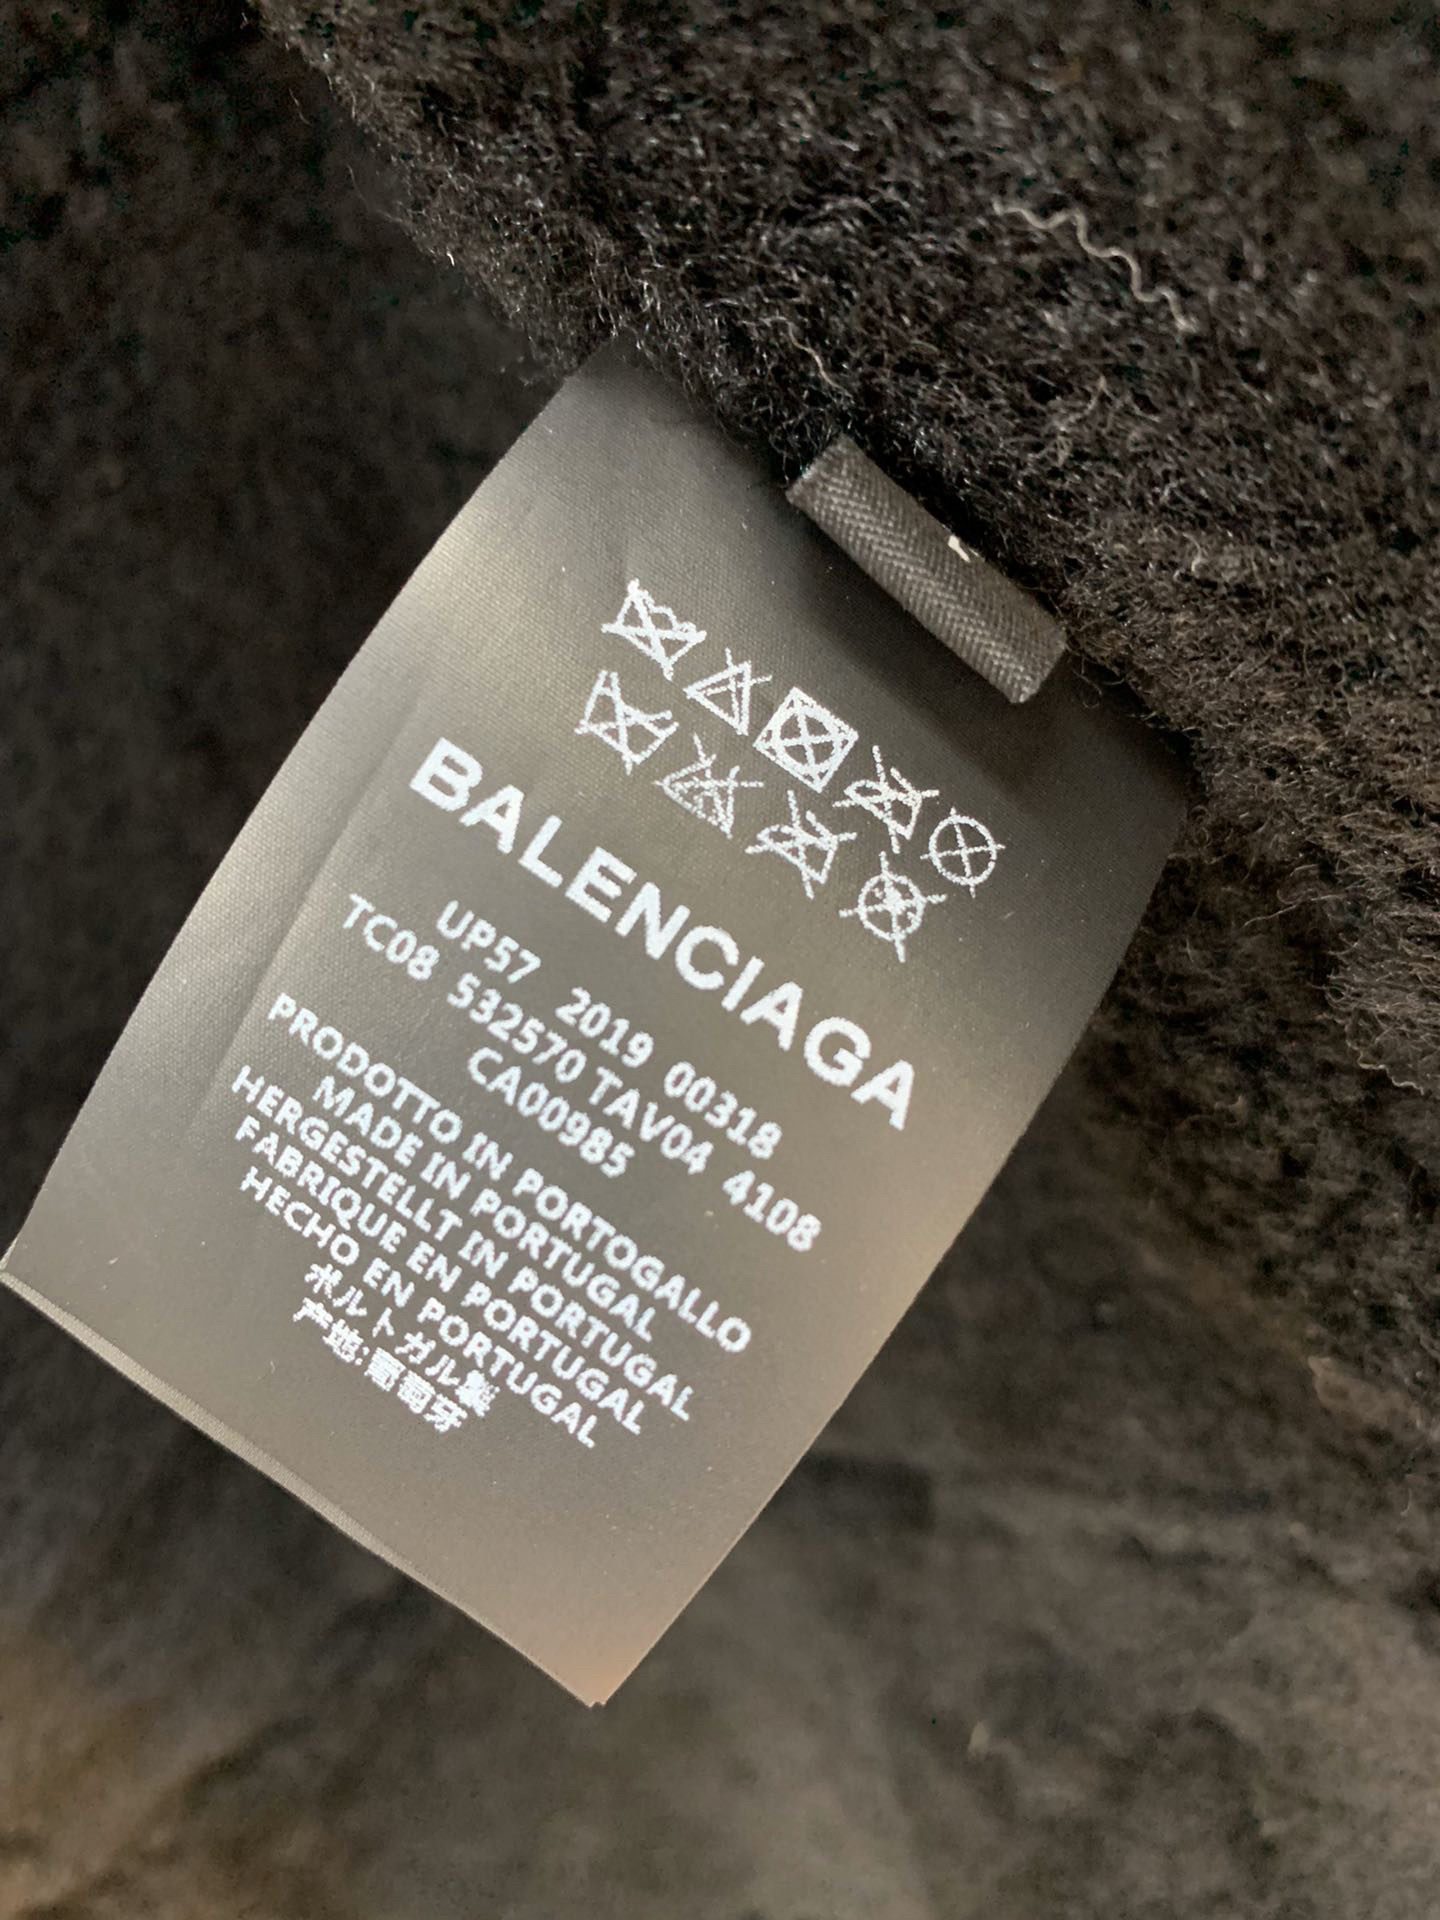 BALENCIAGA
UP57 2019 00318
TC08 532570 TAV04 4108
CA00985
PRODOTTO IN PORTOGALLO
MADE IN PORTUGAL
HERGESTELLT IN PORTUGAL
FABRIQUE EN PORTUGAL
HECHO EN PORTUGAL
ポルトガル製
产地:葡萄牙